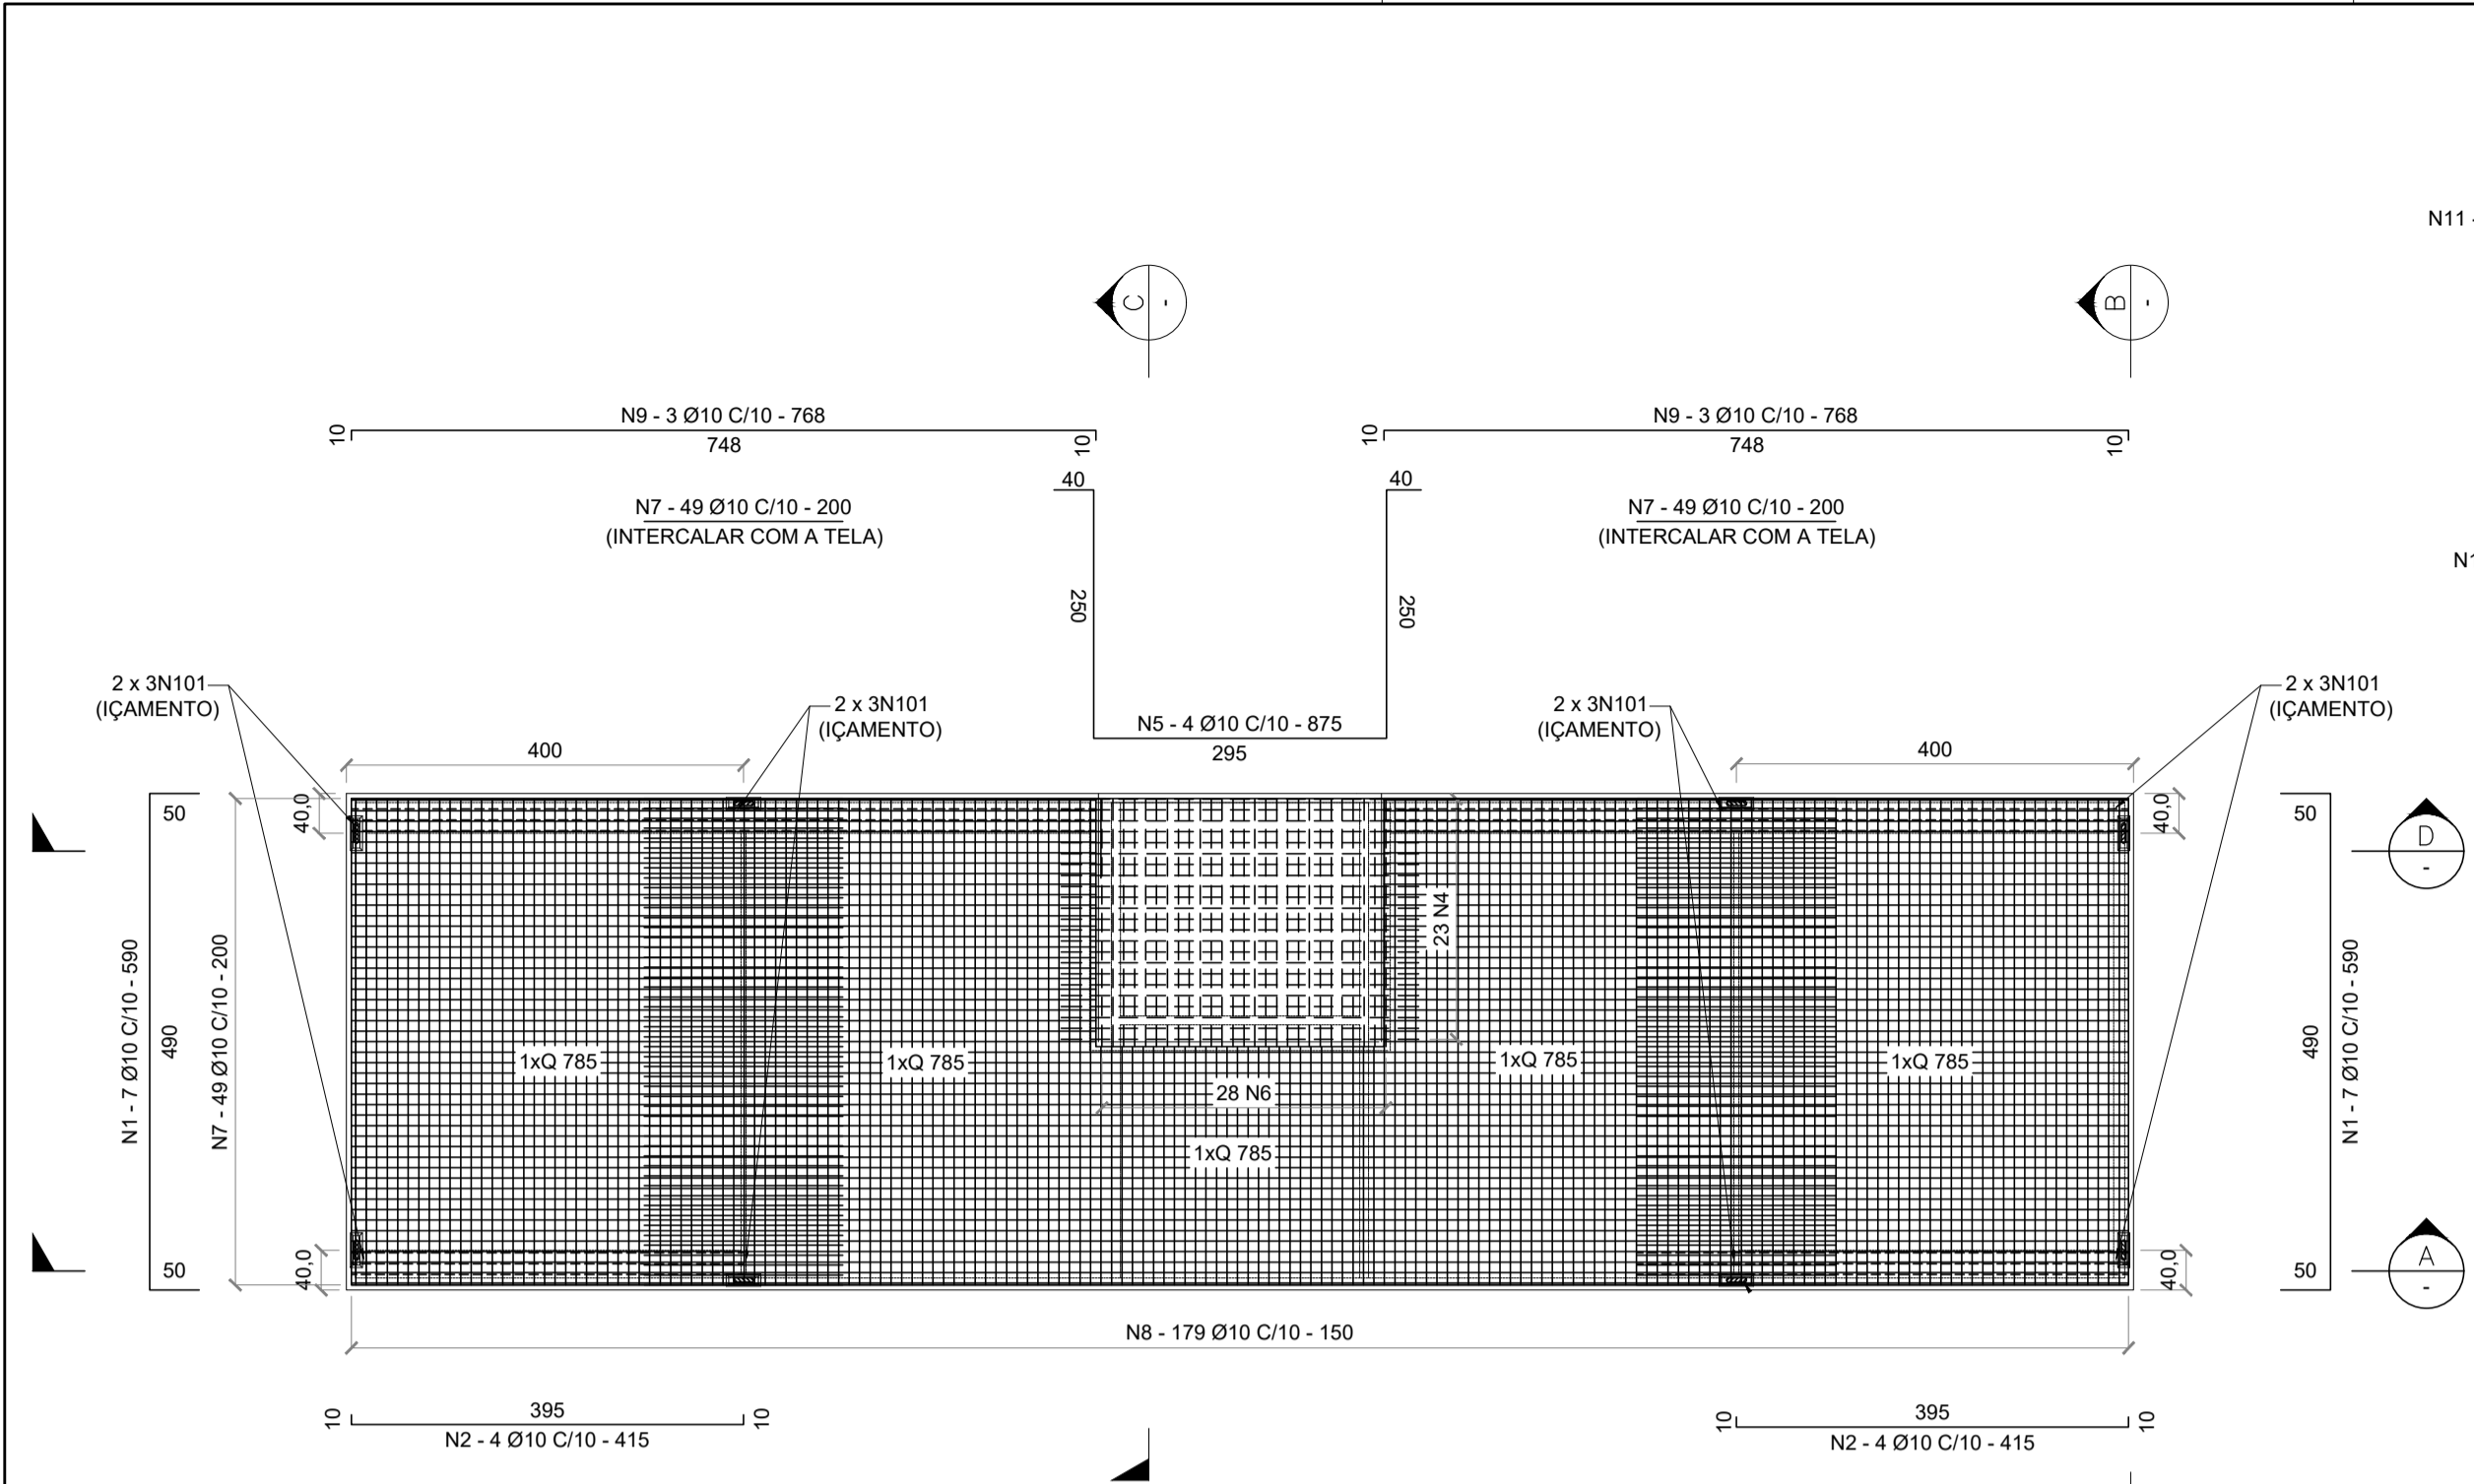 N11 -
C
-
B
-
N9 - 3 Ø10 C/10 - 768
10
748
10
N9 - 3 Ø10 C/10 - 768
10
748
10
40
40
N7 - 49 Ø10 C/10 - 200
(INTERCALAR COM A TELA)
N7 - 49 Ø10 C/10 - 200
(INTERCALAR COM A TELA)
N1
250
250
2 x 3N101
(IÇAMENTO)
2 x 3N101
(IÇAMENTO)
N5 - 4 Ø10 C/10 - 875
295
2 x 3N101
(IÇAMENTO)
2 x 3N101
(IÇAMENTO)
400
400
50
40,0
40,0
50
D
-
N1 - 7 Ø10 C/10 - 590
490
N7 - 49 Ø10 C/10 - 200
23 N4
490
N1 - 7 Ø10 C/10 - 590
1xQ 785
1xQ 785
1xQ 785
1xQ 785
28 N6
1xQ 785
50
40,0
40,0
50
A
-
N8 - 179 Ø10 C/10 - 150
10
395
10
N2 - 4 Ø10 C/10 - 415
10
395
10
N2 - 4 Ø10 C/10 - 415